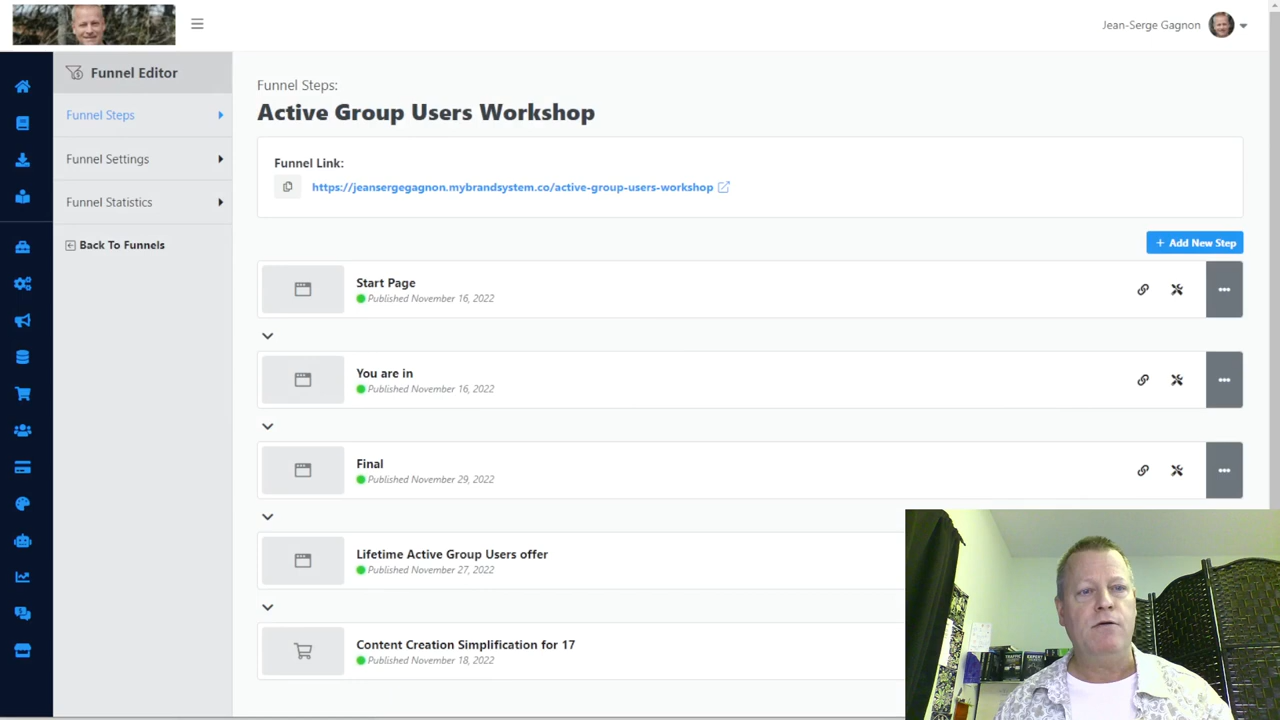 Jean-Serge Gagnon
Funnel Editor
Funnel Steps
Funnel Settings
Funnel Statistics
Back To Funnels
Funnel Steps:
Active Group Users Workshop
Funnel Link:
https://jeansergegagnon.mybrandsystem.co/active-group-users-workshop
+ Add New Step
Start Page
Published November 16, 2022
You are in
Published November 16, 2022
Final
Published November 29, 2022
Lifetime Active Group Users offer
Published November 27, 2022
Content Creation Simplification for 17
Published November 18, 2022
TRAFFIC
EXPERT